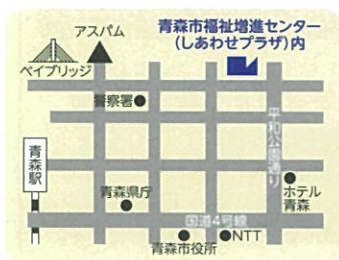 アスパム
青森市福祉増進センター
(しあわせプラザ)内
ベイブリッジ
警察署
平和公園通り
青森駅
青森県庁
ホテル
青森
国道4号線
NTT
青森市役所